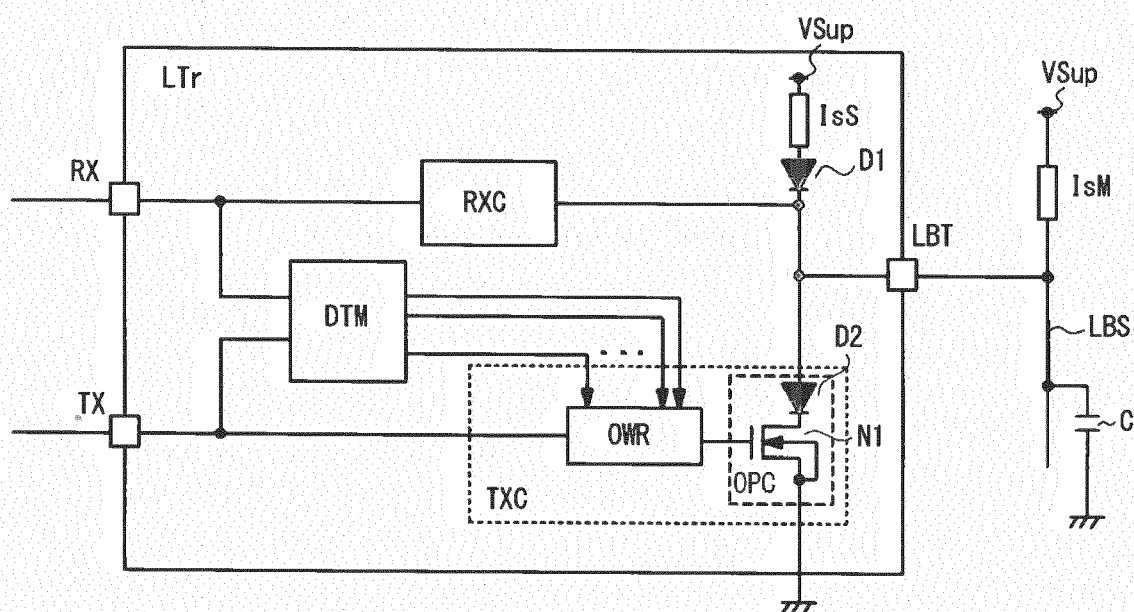 VSup
LTr
VSup
IsS
D1
RX
RXC
IsM
LBT
DTM
LBS
D2
...
TX
OWR
N1
C
OPC
TXC